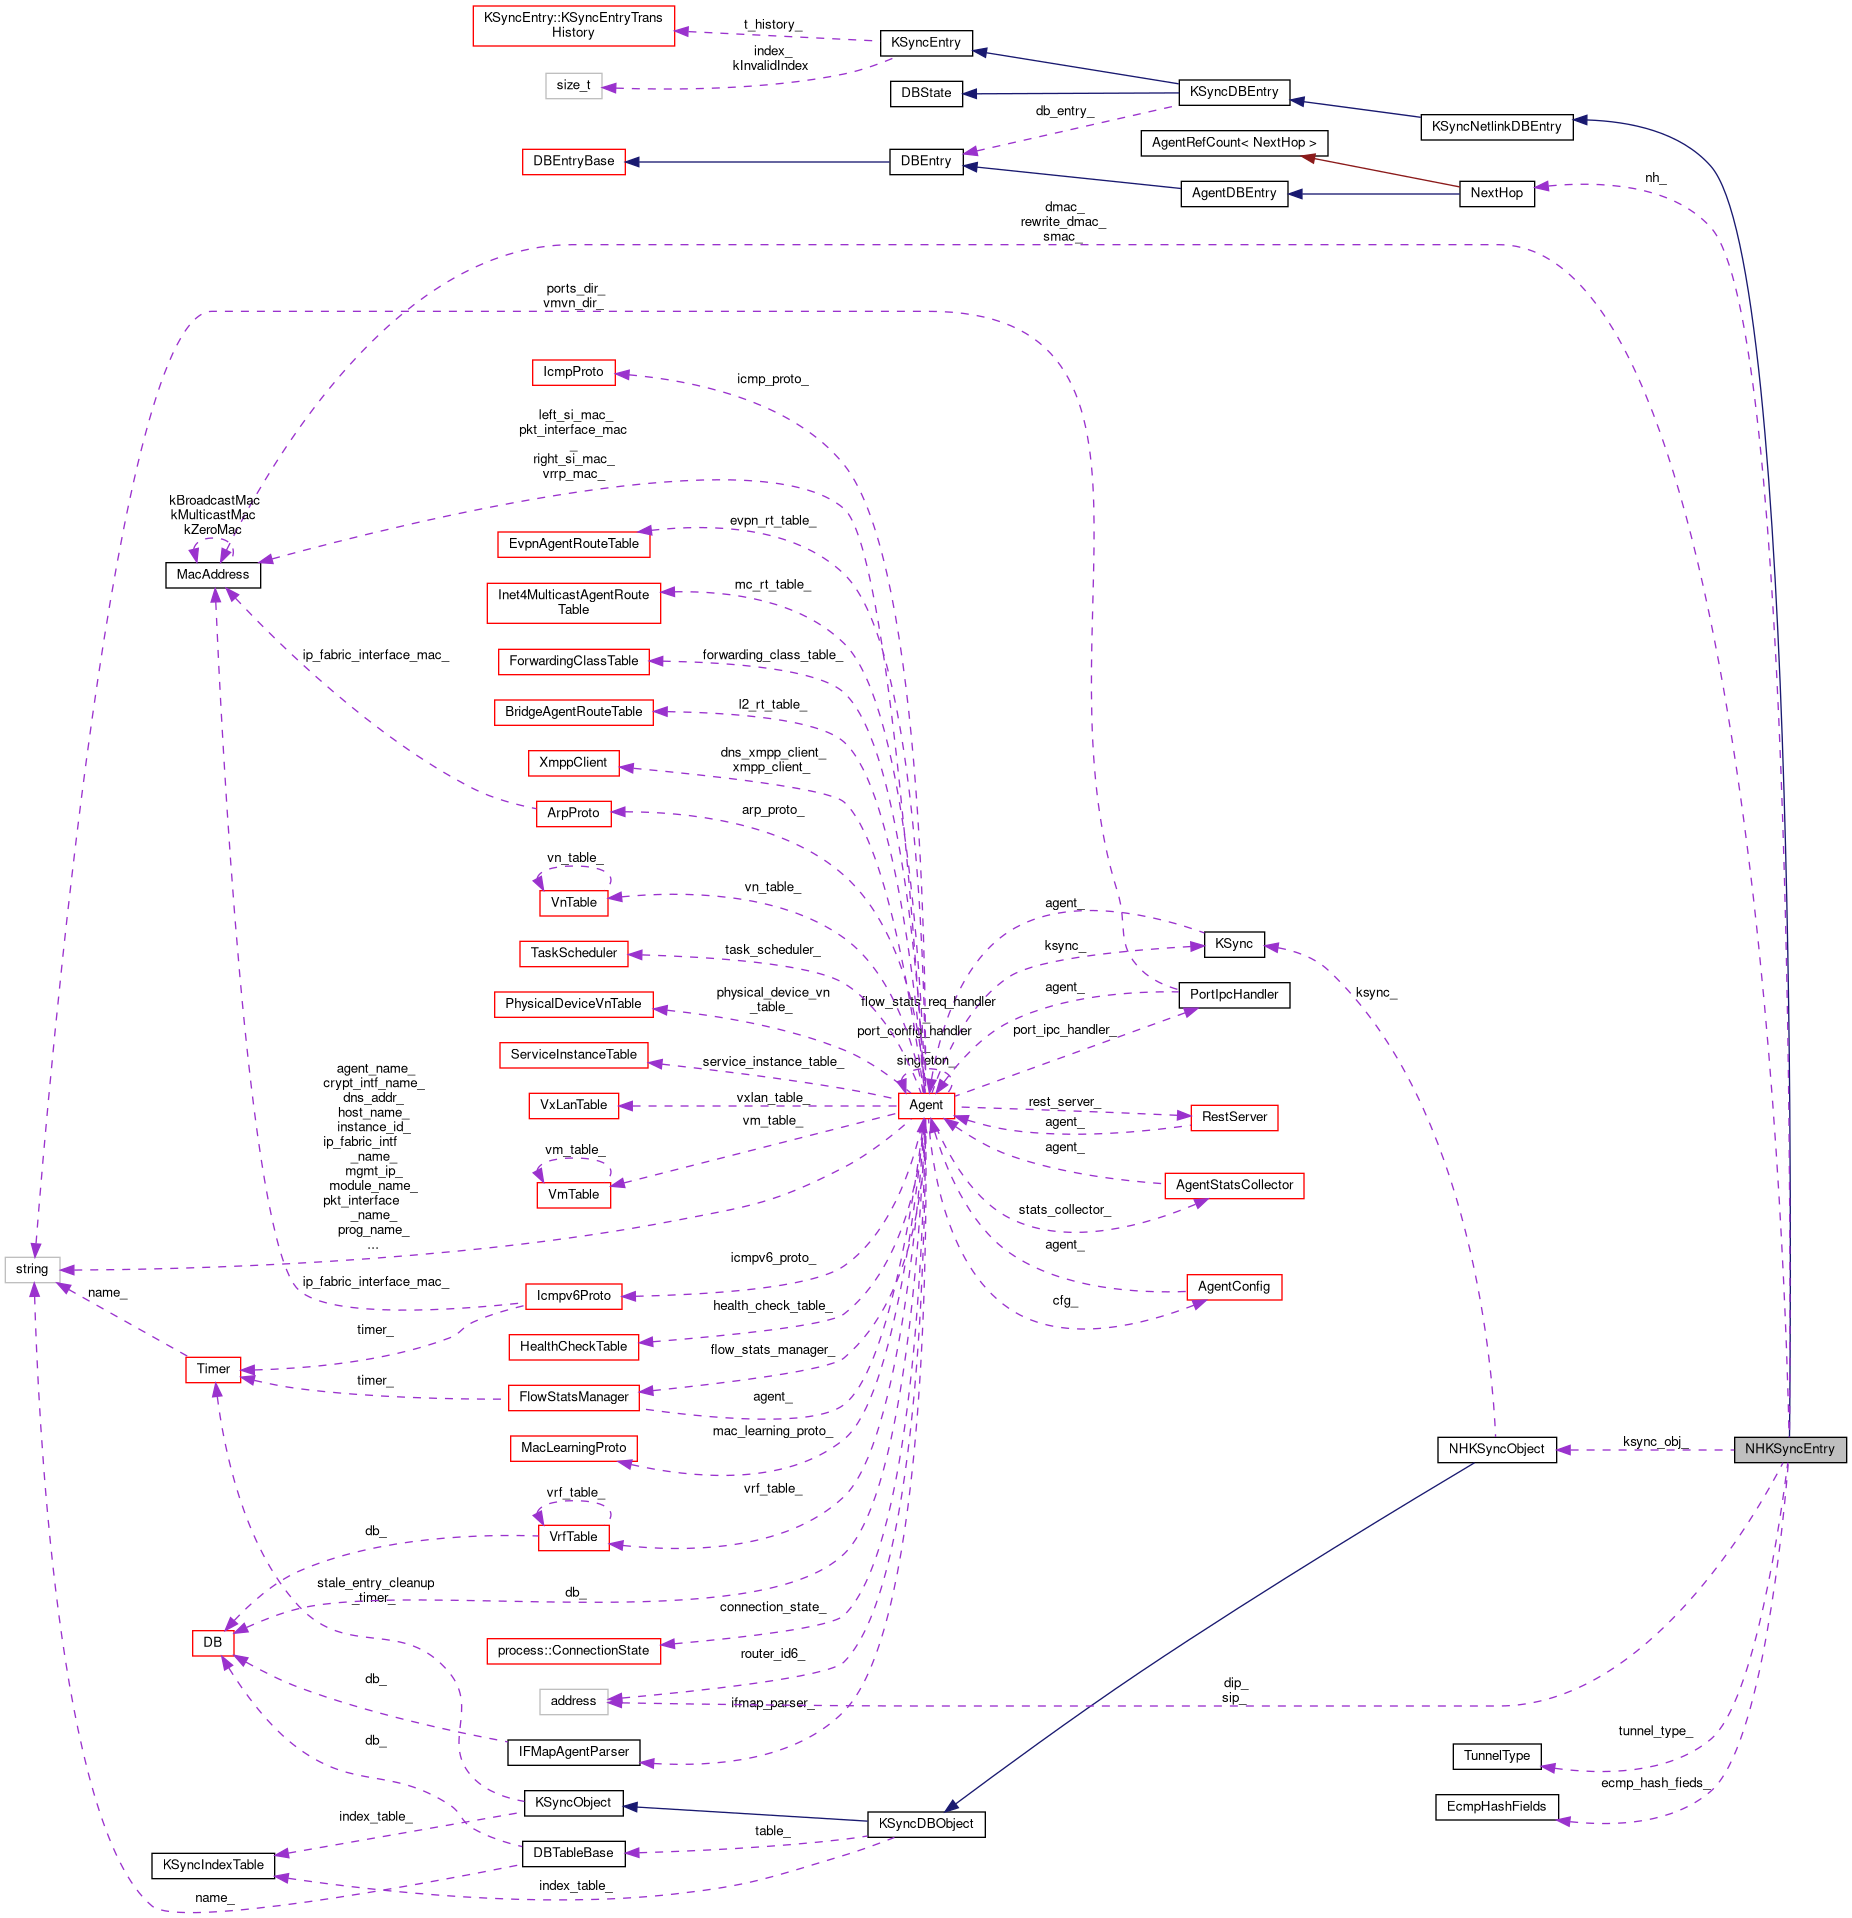 KSyncEntry::KSyncEntryTrans
History
t_history_
KSyncEntry
index_
kInvalidIndex
size_t
DBState
KSyncDBEntry
db_entry_
KSyncNetlinkDBEntry
AgentRefCount< NextHop >
DBEntryBase
DBEntry
AgentDBEntry
NextHop
nh_
dmac_
rewrite_dmac_
smac_
ports_dir_
vmvn_dir_
IcmpProto
icmp_proto_
left_si_mac_
pkt_interface_mac
_
right_si_mac_
vrrp_mac_
kBroadcastMac
kMulticastMac
kZeroMac
MacAddress
evpn_rt_table_
EvpnAgentRouteTable
mc_rt_table_
Inet4MulticastAgentRoute
Table
ip_fabric_interface_mac_
ForwardingClassTable
forwarding_class_table_
BridgeAgentRouteTable
l2_rt_table_
XmppClient
dns_xmpp_client_
xmpp_client_
ArpProto
arp_proto_
vn_table_
VnTable
vn_table_
agent_
KSync
ksync_
TaskScheduler
task_scheduler_
PhysicalDeviceVnTable
physical_device_vn
_table_
flow_stats_req_handler
_
port_config_handler
_
singleton_
agent_
PortIpcHandler
port_ipc_handler_
ksync_
ServiceInstanceTable
service_instance_table_
agent_name_
crypt_intf_name_
dns_addr_
host_name_
instance_id_
ip_fabric_intf
_name_
mgmt_ip_
module_name_
pkt_interface
_name_
prog_name_
...
VxLanTable
vxlan_table_
Agent
rest_server_
RestServer
agent_
vm_table_
vm_table_
VmTable
agent_
AgentStatsCollector
stats_collector_
string
icmpv6_proto_
agent_
AgentConfig
cfg_
ip_fabric_interface_mac_
Icmpv6Proto
name_
timer_
health_check_table_
HealthCheckTable
Timer
timer_
flow_stats_manager_
FlowStatsManager
agent_
mac_learning_proto_
MacLearningProto
NHKSyncObject
ksync_obj_
NHKSyncEntry
vrf_table_
vrf_table_
VrfTable
db_
stale_entry_cleanup
_timer_
db_
connection_state_
DB
process::ConnectionState
router_id6_
address
ifmap_parser_
dip_
sip_
db_
IFMapAgentParser
tunnel_type_
TunnelType
db_
ecmp_hash_fieds_
EcmpHashFields
KSyncObject
index_table_
KSyncDBObject
table_
DBTableBase
KSyncIndexTable
index_table_
name_